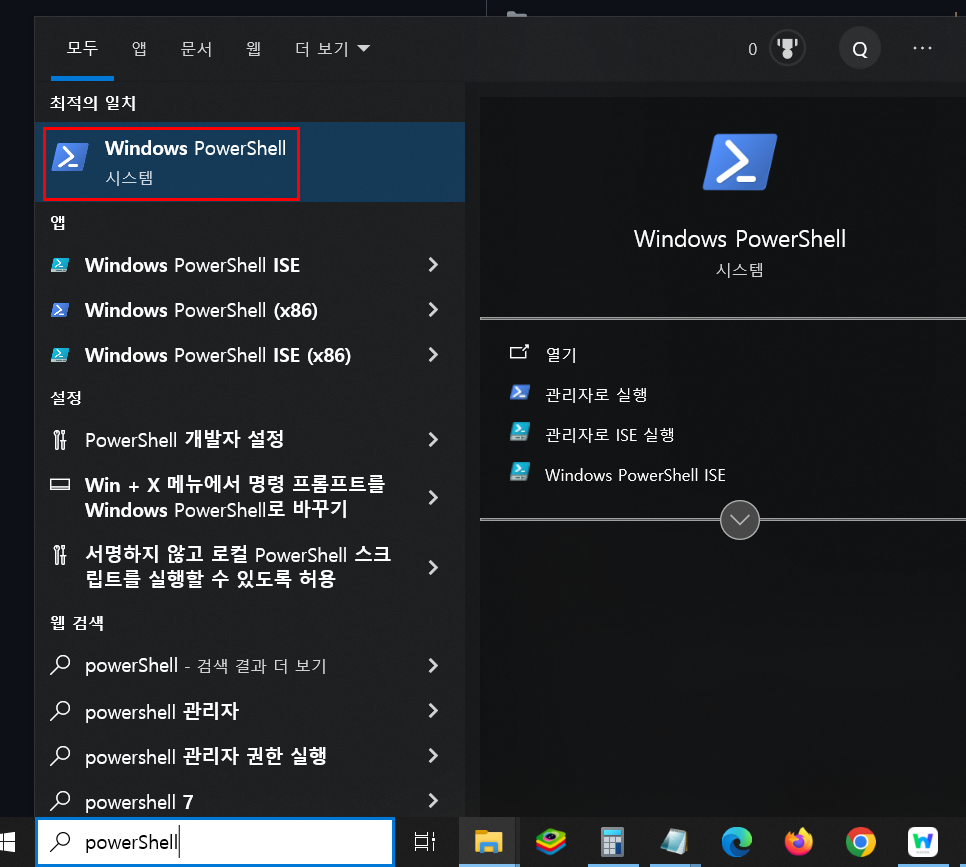 모두 앱 문서 웹 더 보기 0 Q ...
최적의 일치
Windows PowerShell
시스템
앱
Windows PowerShell ISE
Windows PowerShell (x86)
Windows PowerShell ISE (x86)
설정
PowerShell 개발자 설정
Win + X 메뉴에서 명령 프롬프트를
Windows PowerShell로 바꾸기
서명하지 않고 로컬 PowerShell 스크
립트를 실행할 수 있도록 허용
웹 검색
powerShell - 검색 결과 더 보기
powershell 관리자
powershell 관리자 권한 실행
powershell 7
powerShell
Windows PowerShell
시스템
열기
관리자로 실행
관리자로 ISE 실행
Windows PowerShell ISE